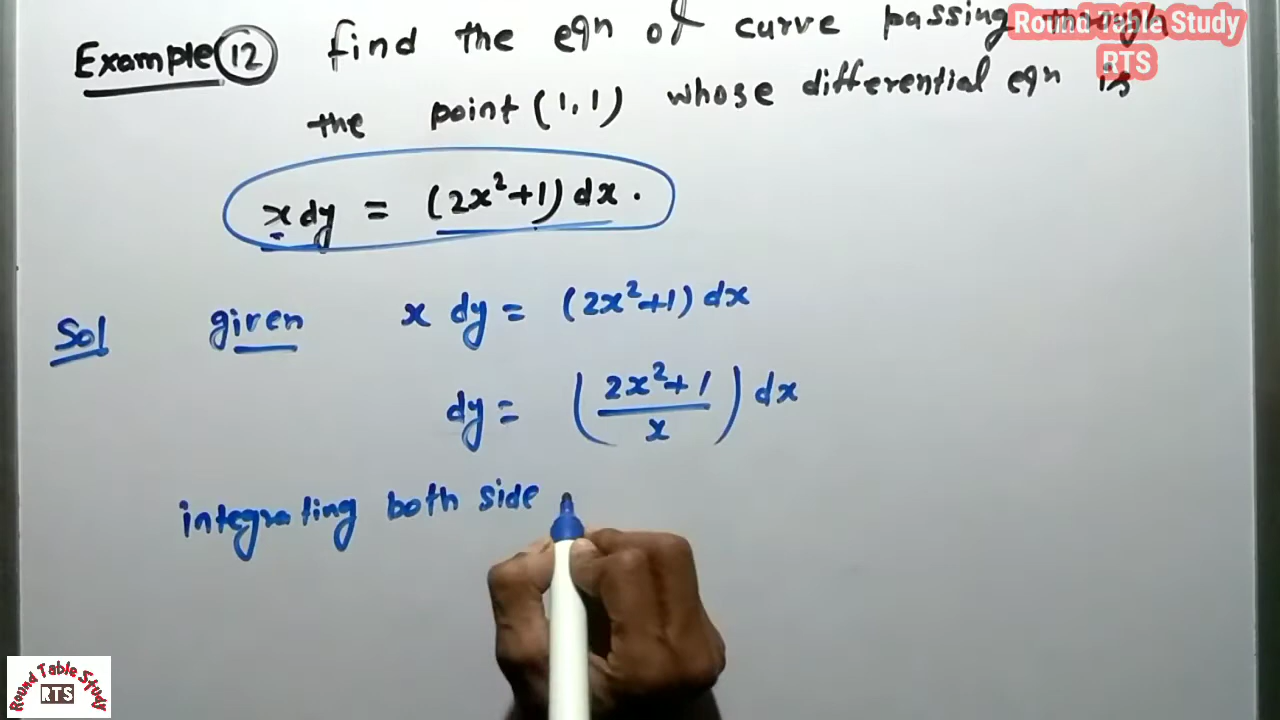 Example 12 find the eqn of curve passing through
Round Table Study
RTS
the point (1,1) whose differential eqn is
x dy = (2x²+1) dx.
Sol given x dy = (2x²+1) dx
dy = (2x²+1 / x) dx
integrating both side
Round Table Study
RTS